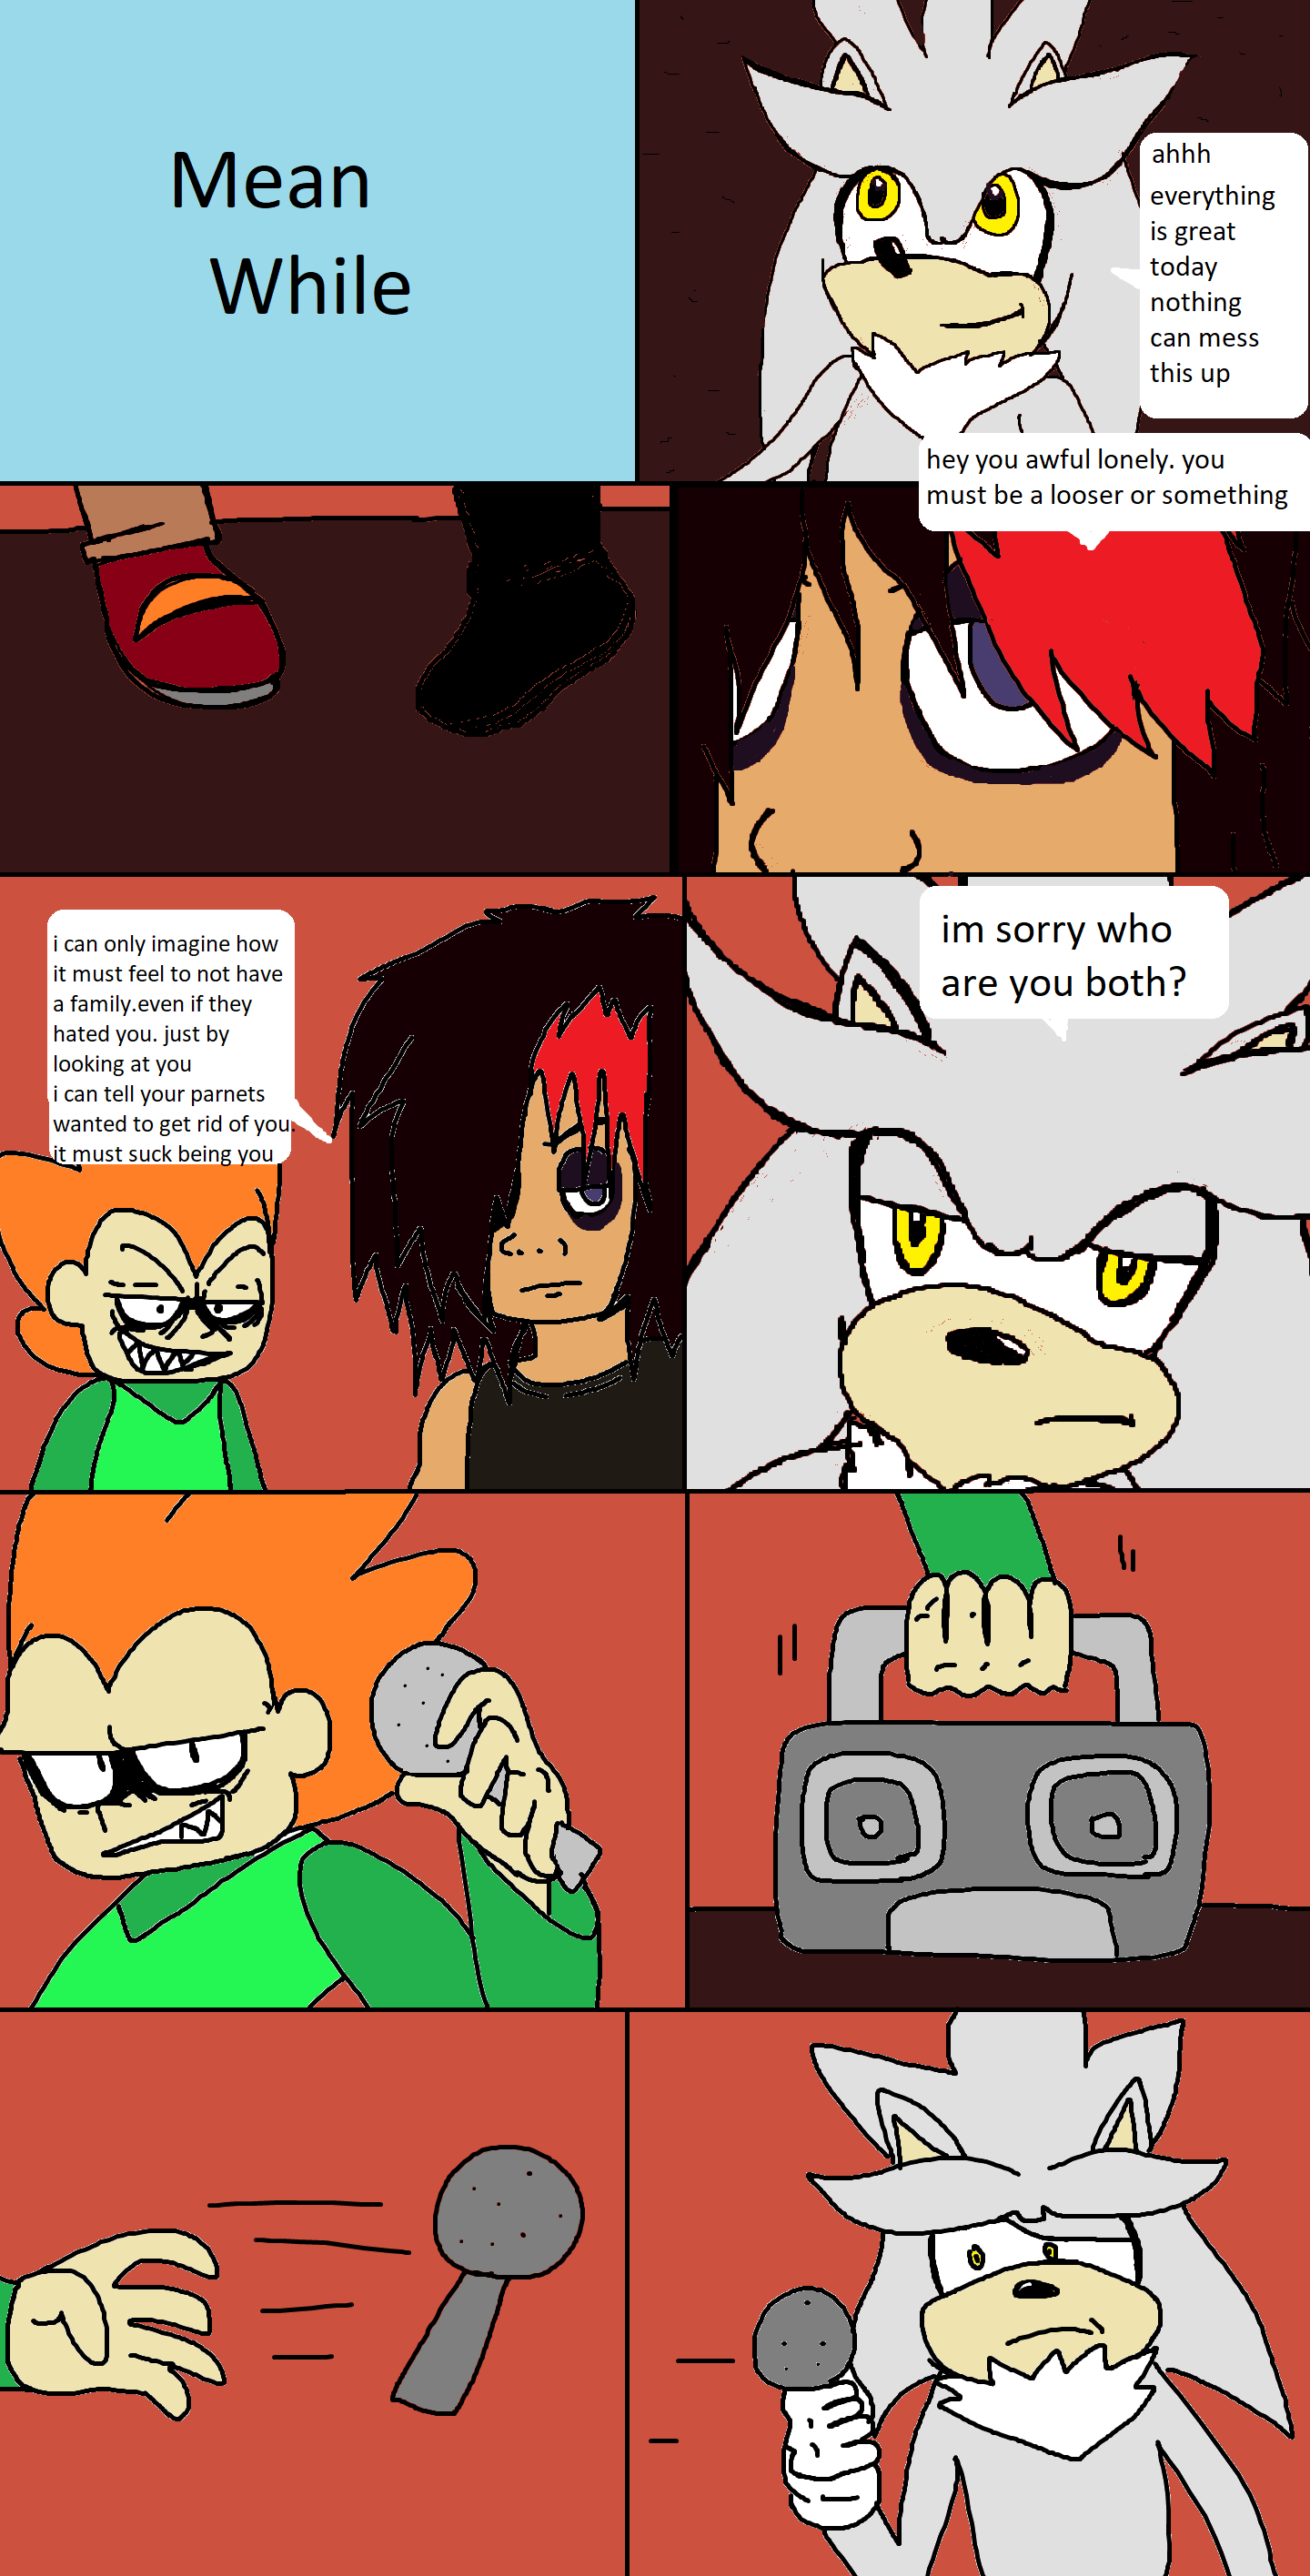 Mean
While
ahhh
everything
is great
today
nothing
can mess
this up
hey you awful lonely. you
must be a looser or something
i can only imagine how
it must feel to not have
a family.even if they
hated you. just by
looking at you
i can tell your parnets
wanted to get rid of you.
it must suck being you
im sorry who
are you both?